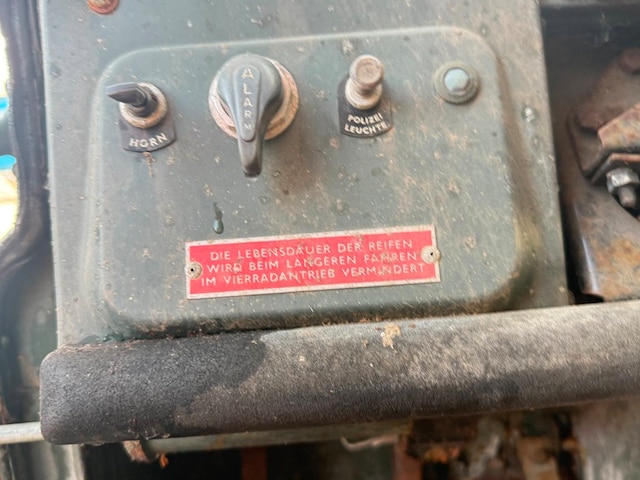 ALARM
HORN
POLIZEI
LEUCHTE
DIE LEBENSDAUER DER REIFEN
WIRD BEIM LÄNGEREN FAHREN
IM VIERRADANTRIEB VERMINDERT